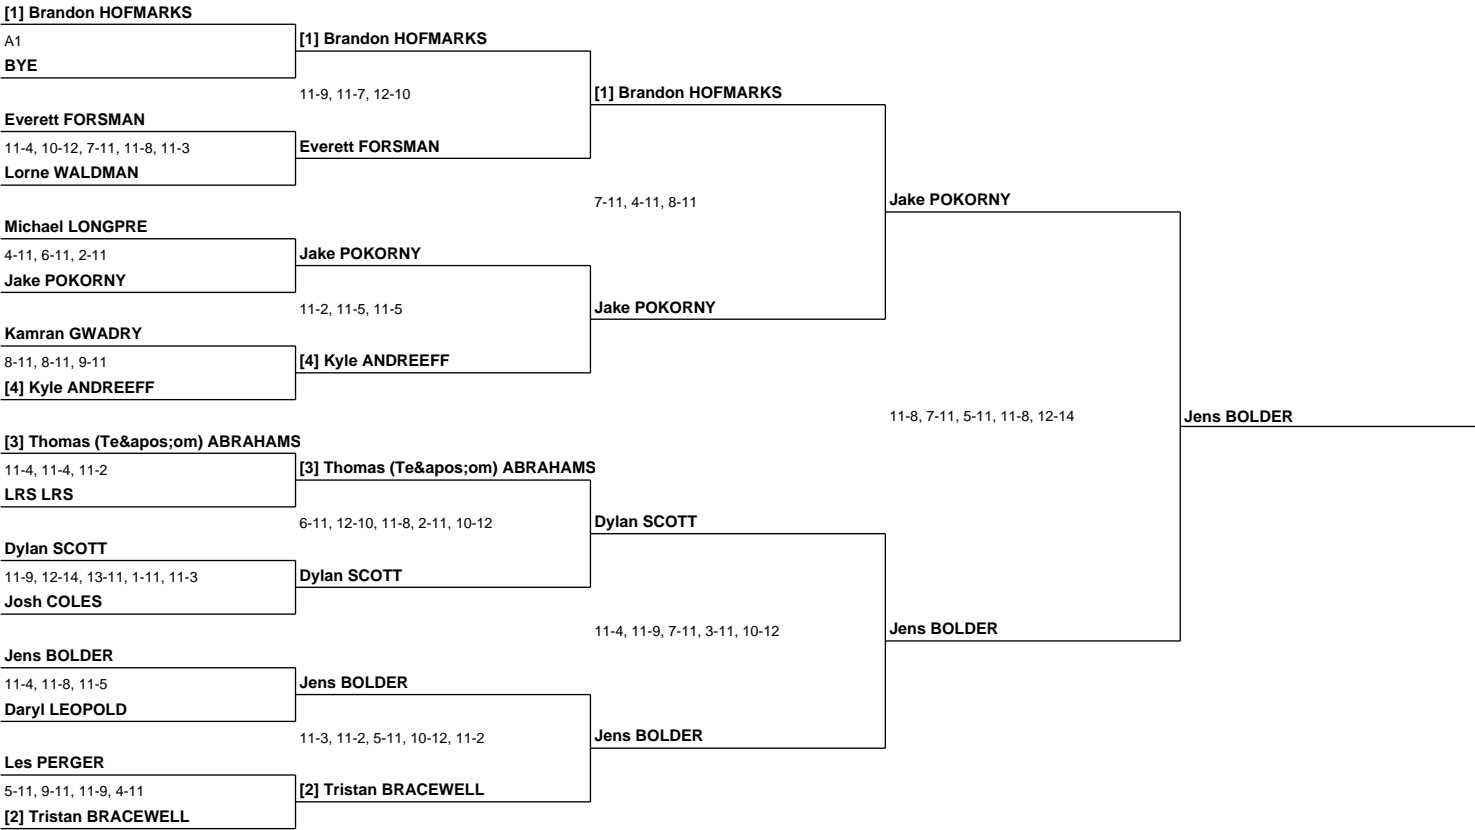 [1] Brandon HOFMARKS
A1
BYE
Everett FORSMAN
11-4, 10-12, 7-11, 11-8, 11-3
Lorne WALDMAN
Michael LONGPRE
4-11, 6-11, 2-11
Jake POKORNY
Kamran GWADRY
8-11, 8-11, 9-11
[4] Kyle ANDREEFF
[3] Thomas (Te&apos;om) ABRAHAMS
11-4, 11-4, 11-2
LRS LRS
Dylan SCOTT
11-9, 12-14, 13-11, 1-11, 11-3
Josh COLES
Jens BOLDER
11-4, 11-8, 11-5
Daryl LEOPOLD
Les PERGER
5-11, 9-11, 11-9, 4-11
[2] Tristan BRACEWELL
[1] Brandon HOFMARKS
11-9, 11-7, 12-10
Everett FORSMAN
Jake POKORNY
11-2, 11-5, 11-5
[4] Kyle ANDREEFF
[3] Thomas (Te&apos;om) ABRAHAMS
6-11, 12-10, 11-8, 2-11, 10-12
Dylan SCOTT
Jens BOLDER
11-3, 11-2, 5-11, 10-12, 11-2
[2] Tristan BRACEWELL
[1] Brandon HOFMARKS
7-11, 4-11, 8-11
Jake POKORNY
Dylan SCOTT
11-4, 11-9, 7-11, 3-11, 10-12
Jens BOLDER
Jake POKORNY
11-8, 7-11, 5-11, 11-8, 12-14
Jens BOLDER
Jens BOLDER